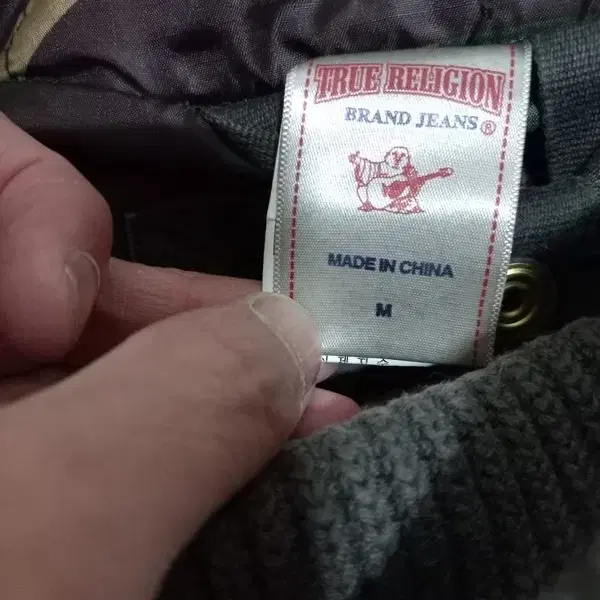 TRUE RELIGION
BRAND JEANS®
MADE IN CHINA
M